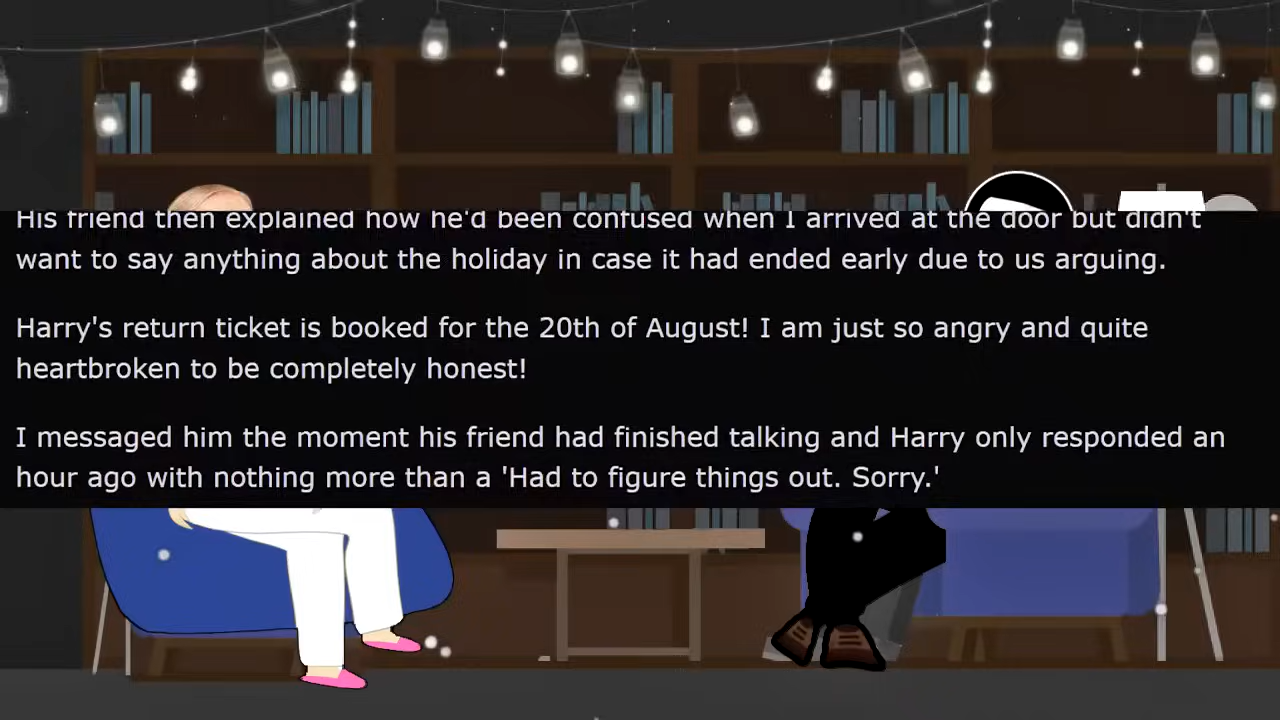 His friend then explained how he'd been confused when I arrived at the door but didn't
want to say anything about the holiday in case it had ended early due to us arguing.
Harry's return ticket is booked for the 20th of August! I am just so angry and quite
heartbroken to be completely honest!
I messaged him the moment his friend had finished talking and Harry only responded an
hour ago with nothing more than a 'Had to figure things out. Sorry.'